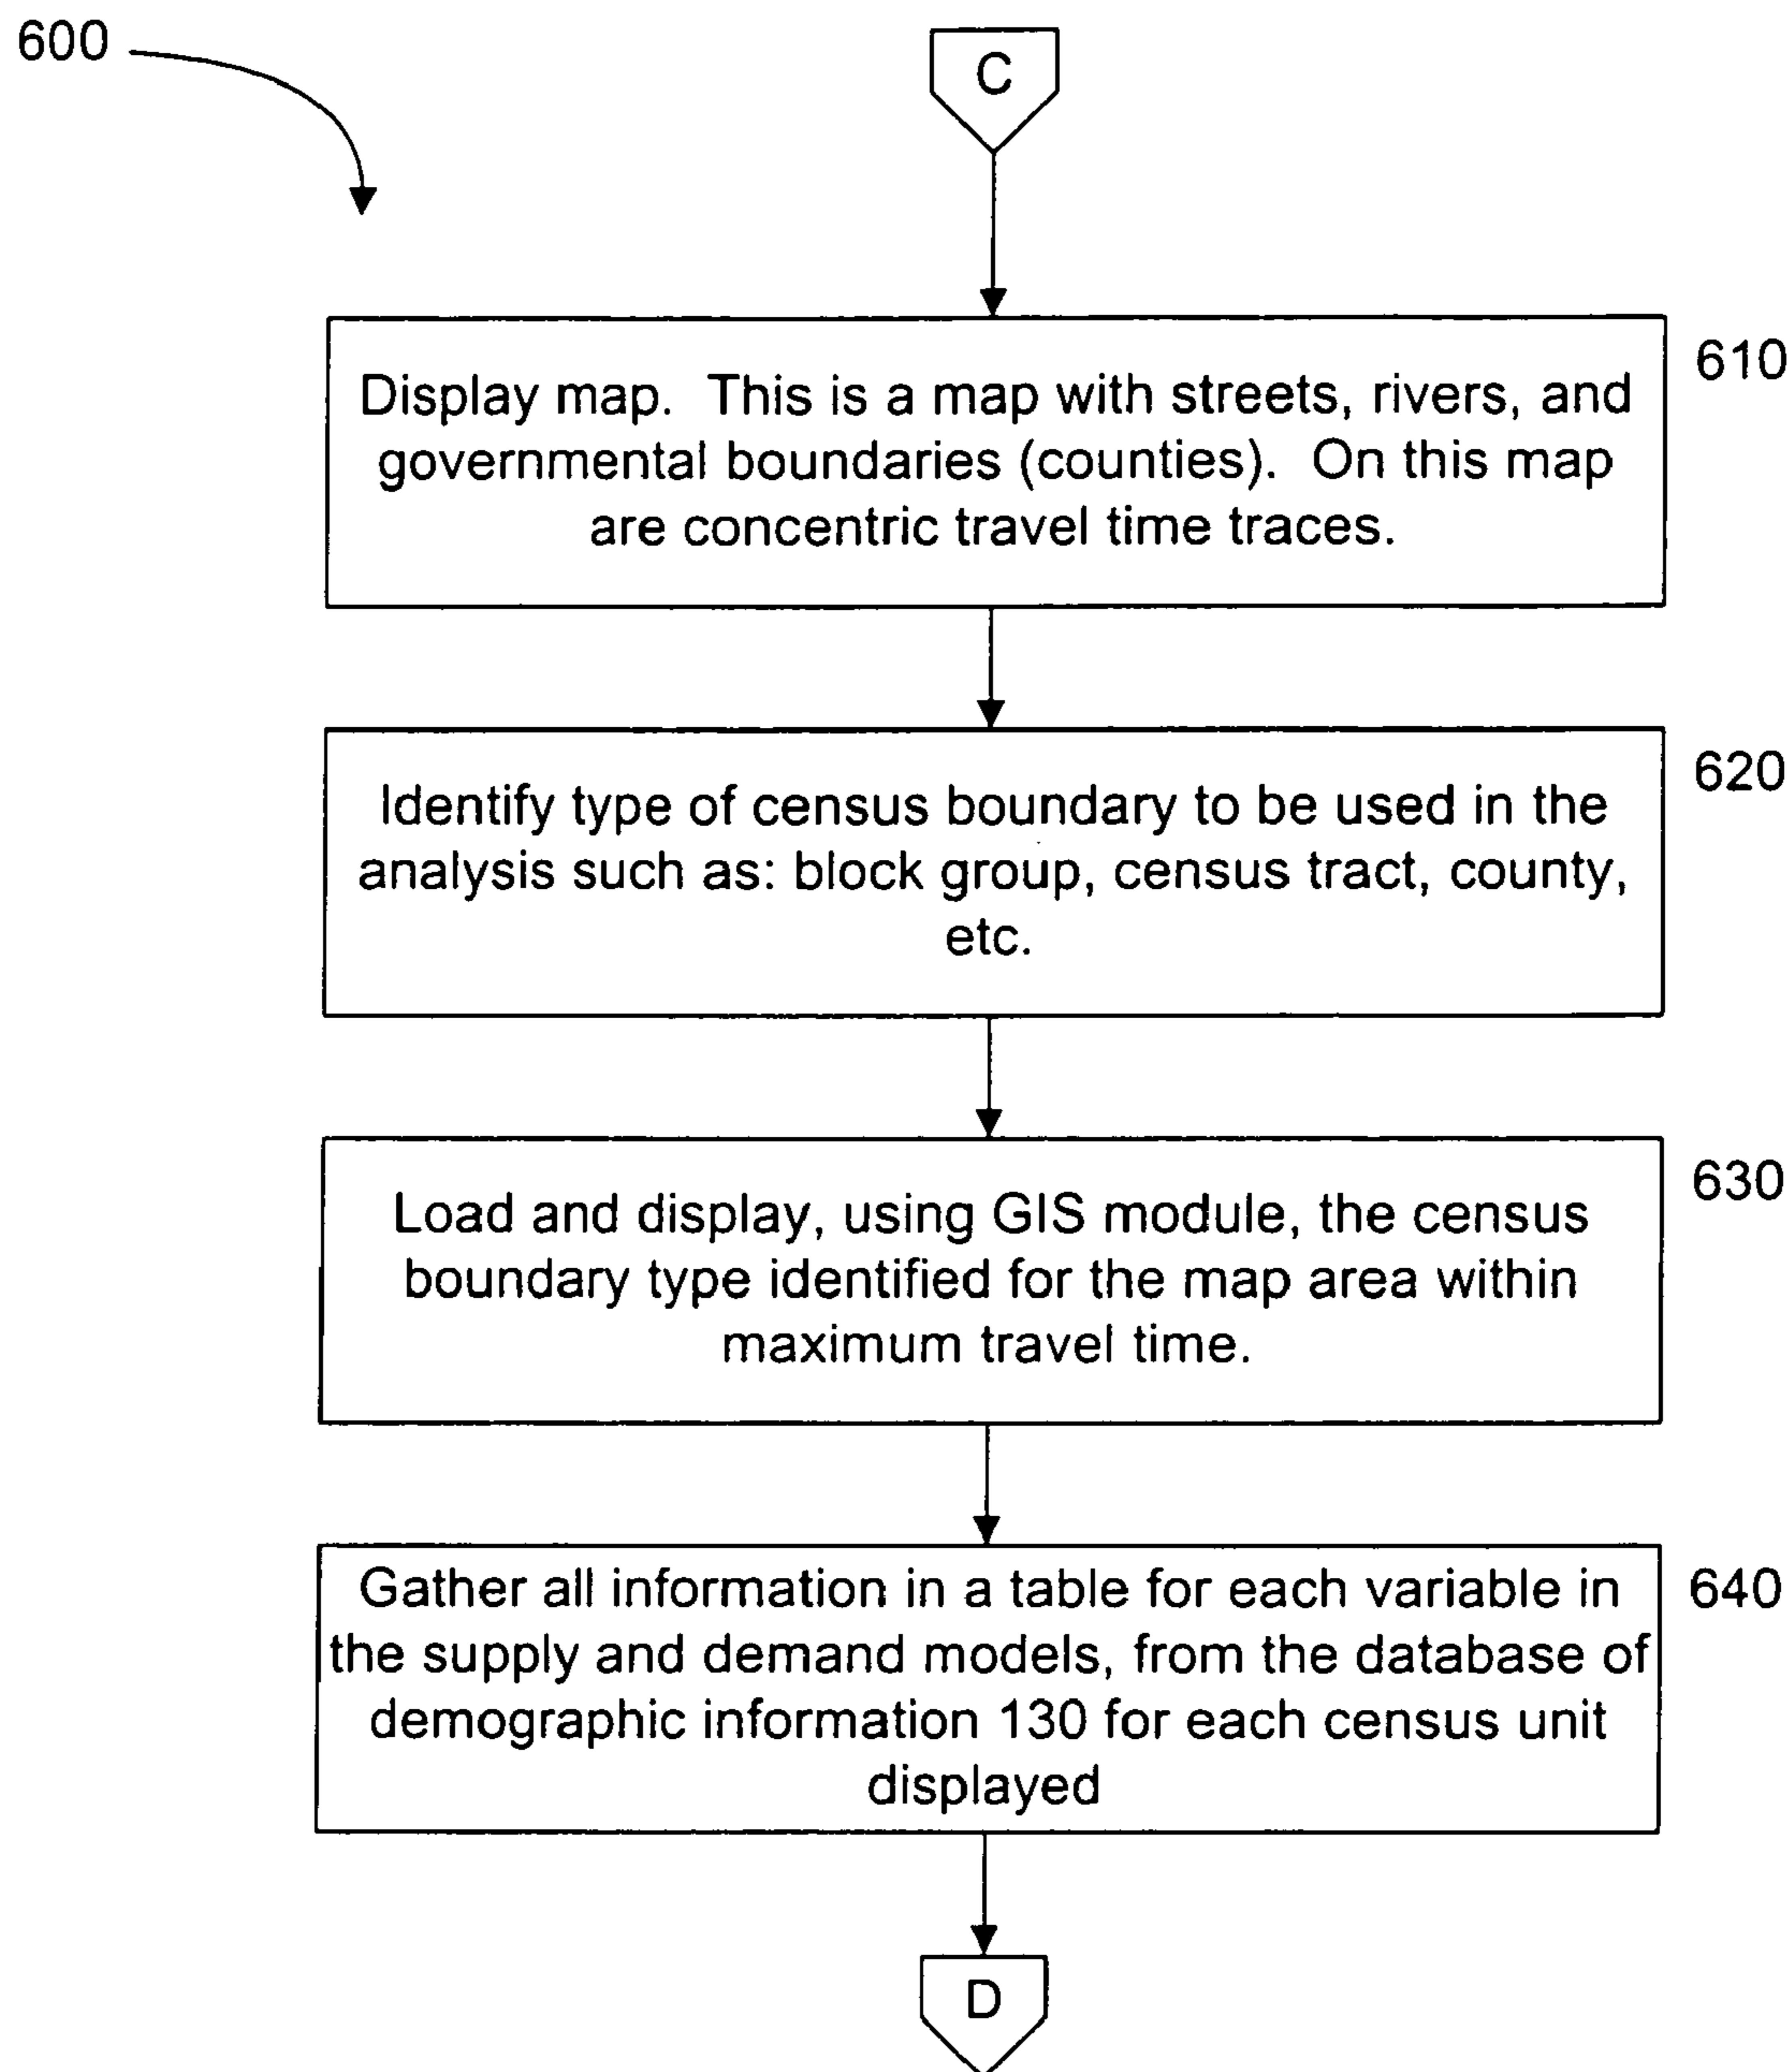 600
C
610
Display map. This is a map with streets, rivers, and
governmental boundaries (counties). On this map
are concentric travel time traces.
620
Identify type of census boundary to be used in the
analysis such as: block group, census tract, county,
etc.
630
Load and display, using GIS module, the census
boundary type identified for the map area within
maximum travel time.
640
Gather all information in a table for each variable in
the supply and demand models, from the database of
demographic information 130 for each census unit
displayed
D